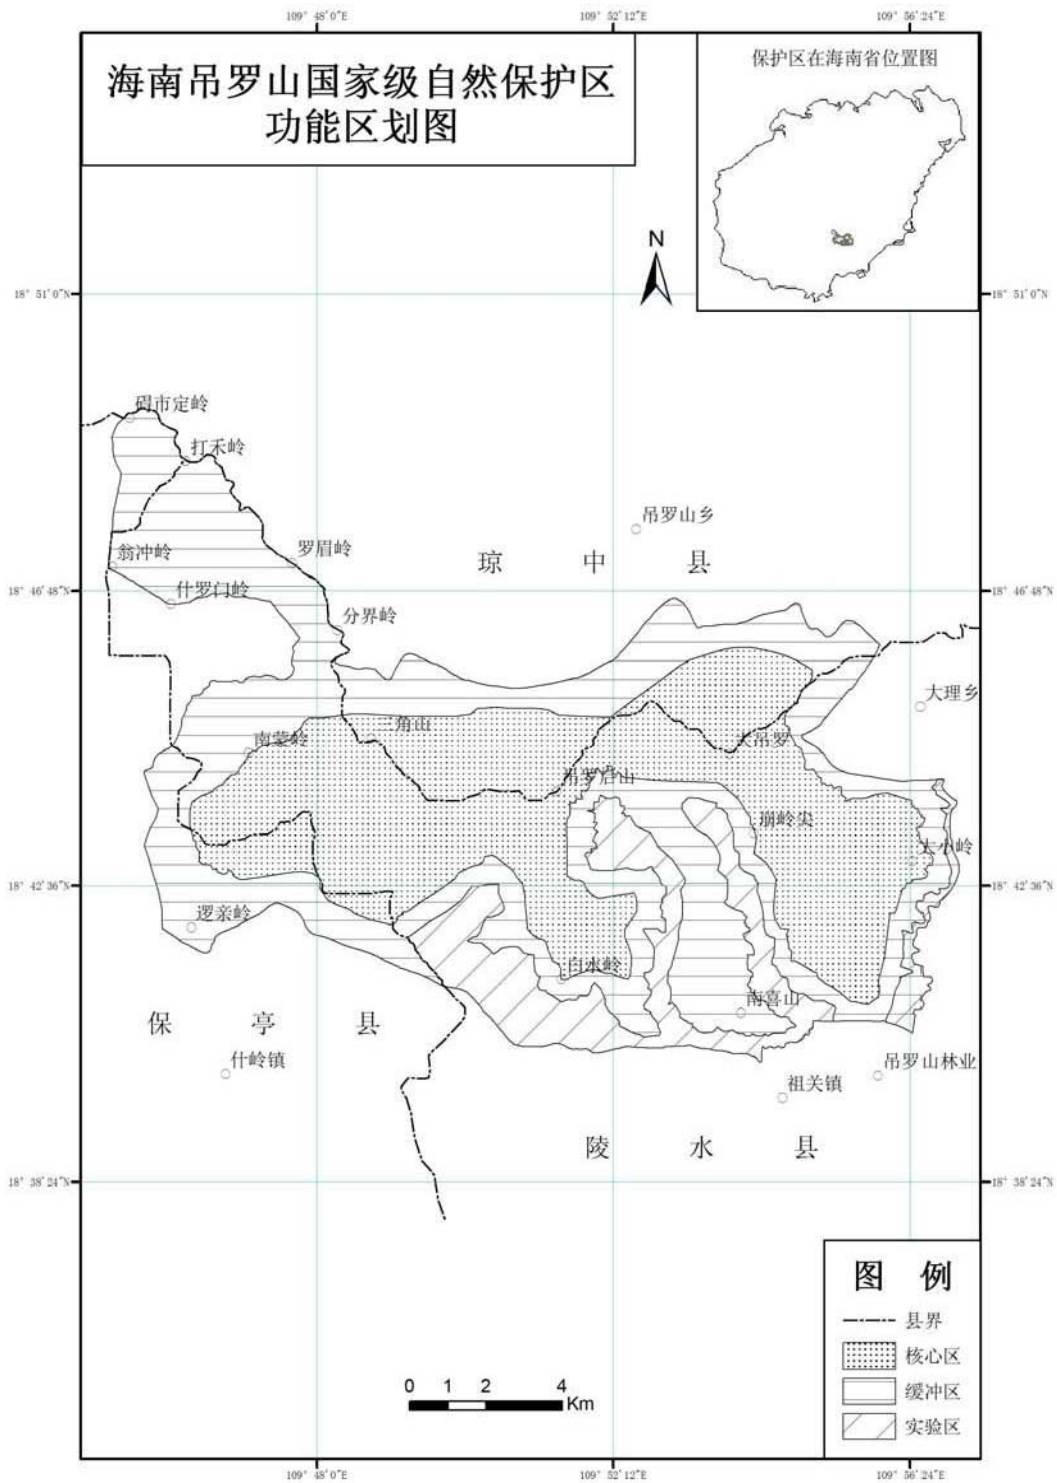 109° 48′ 0″E
109° 52′ 12″E
109° 56′ 24″E
海南吊罗山国家级自然保护区
功能区划图
保护区在海南省位置图
N
18° 51′ 0″N
18° 51′ 0″N
碍市定岭
打禾岭
吊罗山乡
翁冲岭
罗眉岭
琼中县
什罗门岭
18° 46′ 48″N
18° 46′ 48″N
分界岭
大理乡
三角山
南蒙岭
大吊罗
吊罗后山
崩岭尖
大小岭
18° 42′ 36″N
18° 42′ 36″N
逻亲岭
白水岭
南喜山
保亭县
什岭镇
吊罗山林业
祖关镇
陵水县
18° 38′ 24″N
18° 38′ 24″N
图例
县界
核心区
缓冲区
实验区
0 1 2 4
Km
109° 48′ 0″E
109° 52′ 12″E
109° 56′ 24″E